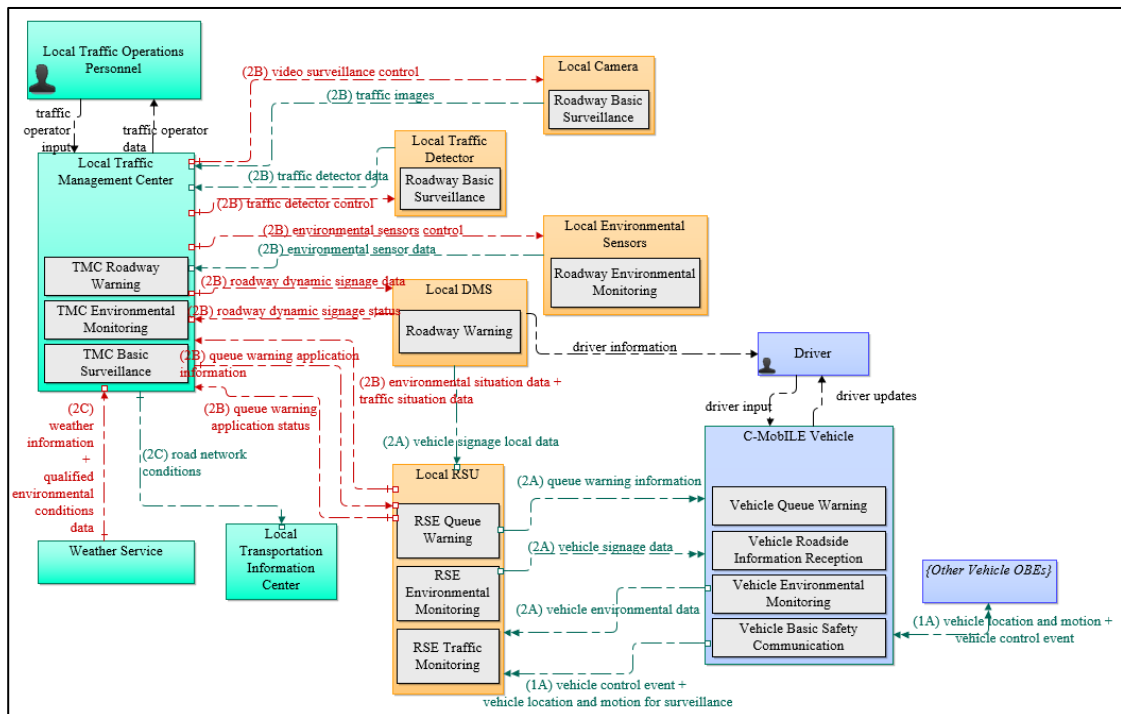 Local Traffic Operations
Personnel
traffic
operator
input
traffic operator
data
Local Traffic
Management Center
TMC Roadway
Warning
TMC Environmental
Monitoring
TMC Basic
Surveillance
(2B) video surveillance control
(2B) traffic images
Local Camera
Roadway Basic
Surveillance
Local Traffic
Detector
Roadway Basic
Surveillance
(2B) traffic detector data
(2B) traffic detector control
(2B) environmental sensors control
(2B) environmental sensor data
Local Environmental
Sensors
Roadway Environmental
Monitoring
(2B) roadway dynamic signage data
(2B) roadway dynamic signage status
Local DMS
Roadway Warning
driver information
Driver
driver input
driver updates
(2B) queue warning application
information
(2B) queue warning
application status
(2B) environmental situation data +
traffic situation data
(2A) vehicle signage local data
(2C)
weather
information
+
qualified
environmental
conditions
data
(2C) road network
conditions
Weather Service
Local
Transportation
Information
Center
Local RSU
RSE Queue
Warning
RSE
Environmental
Monitoring
RSE Traffic
Monitoring
(2A) queue warning information
(2A) vehicle signage data
(2A) vehicle environmental data
(1A) vehicle control event +
vehicle location and motion for surveillance
C-MobILE Vehicle
Vehicle Queue Warning
Vehicle Roadside
Information Reception
Vehicle Environmental
Monitoring
Vehicle Basic Safety
Communication
{Other Vehicle OBEs}
(1A) vehicle location and motion +
vehicle control event